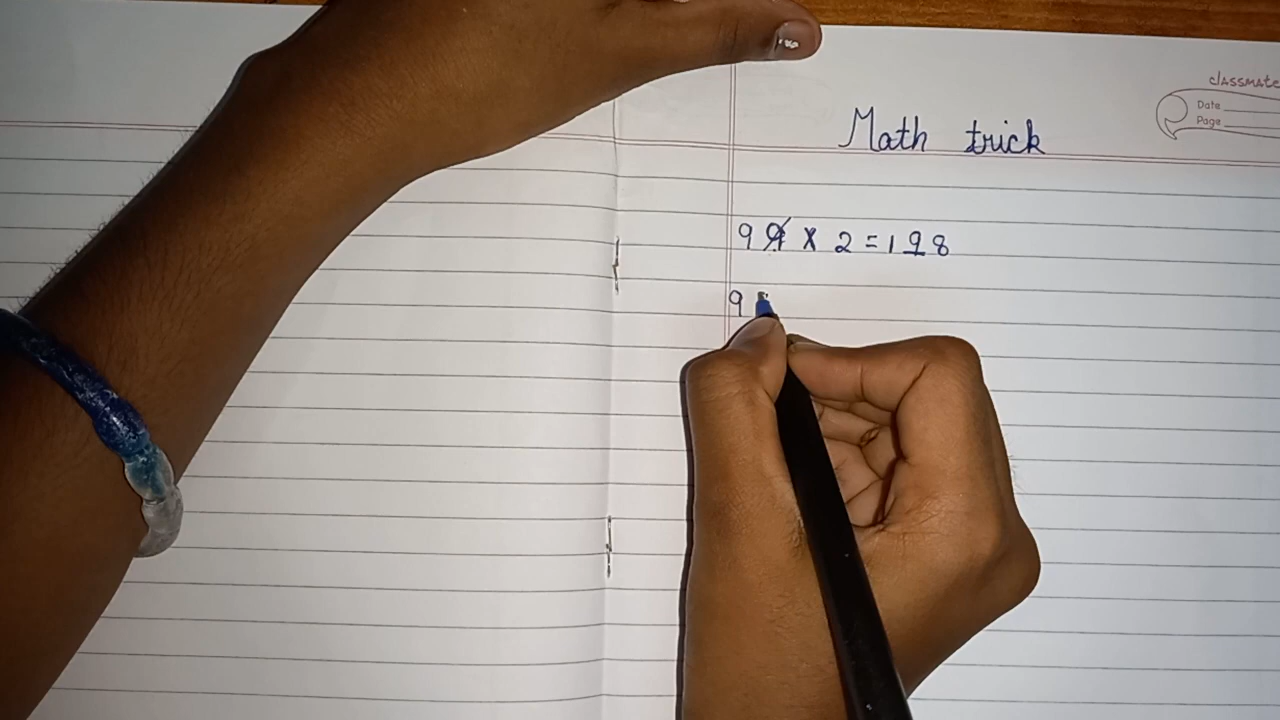 classmate
Date
Page
Math trick
99 X 2 = 198
9